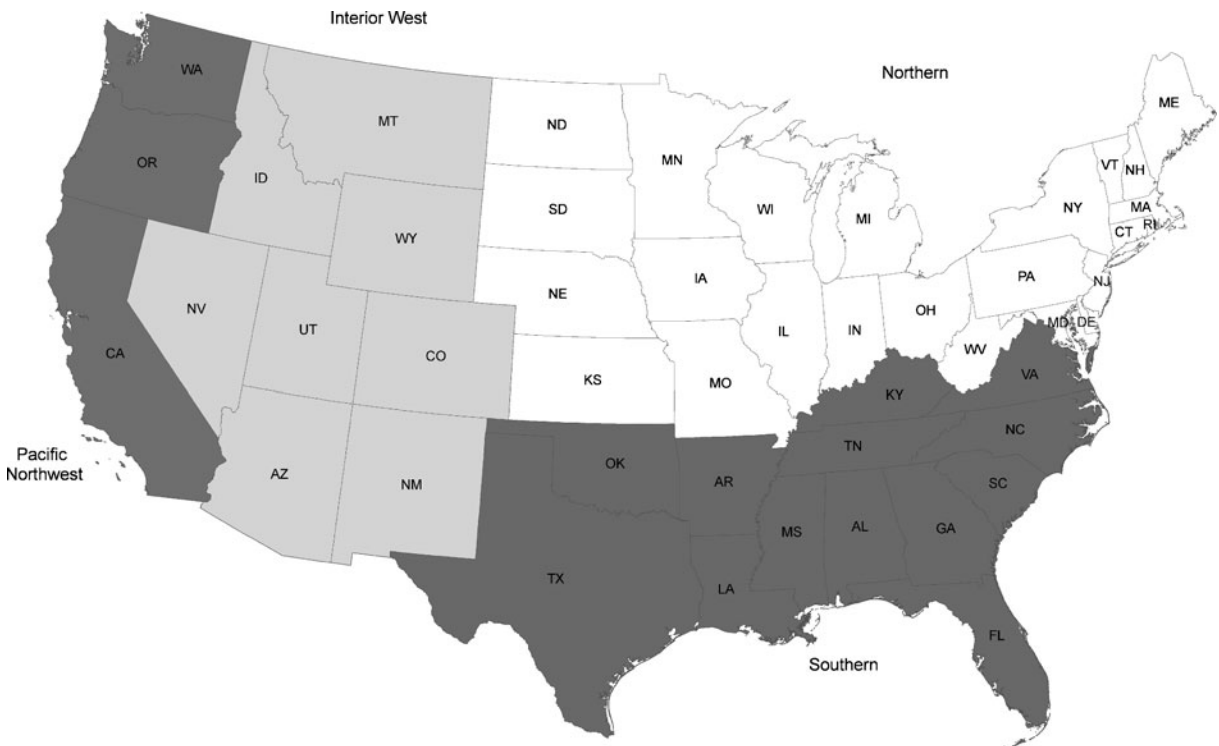 Interior West
Northern
WA
OR
CA
MT
ID
WY
NV
UT
CO
AZ
NM
ND
SD
NE
KS
MN
IA
MO
WI
IL
MI
IN
OH
WV
PA
NY
VT
NH
ME
MA
CT
RI
NJ
MD
DE
Pacific
Northwest
OK
TX
AR
LA
KY
TN
MS
AL
GA
FL
SC
NC
VA
Southern